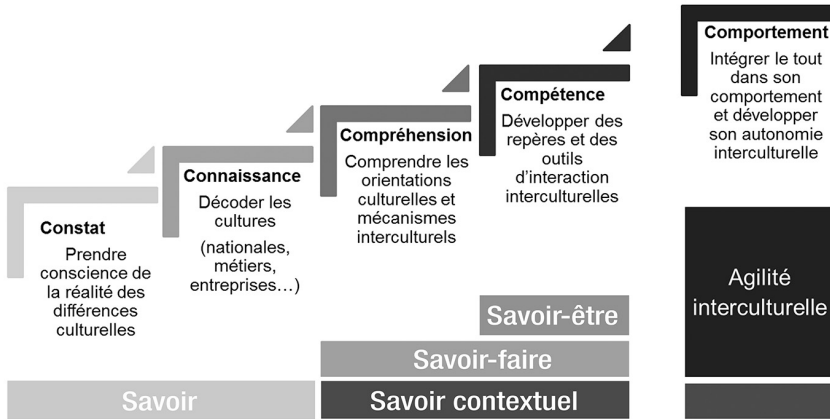 Constat
Prendre
conscience de
la réalité des
différences
culturelles
Connaissance
Décoder les
cultures
(nationales,
métiers,
entreprises…)
Compréhension
Comprendre les
orientations
culturelles et
mécanismes
interculturels
Compétence
Développer des
repères et des
outils
d'interaction
interculturelles
Comportement
Intégrer le tout
dans son
comportement
et développer
son autonomie
interculturelle
Savoir-être
Savoir-faire
Savoir
Savoir contextuel
Agilité
interculturelle